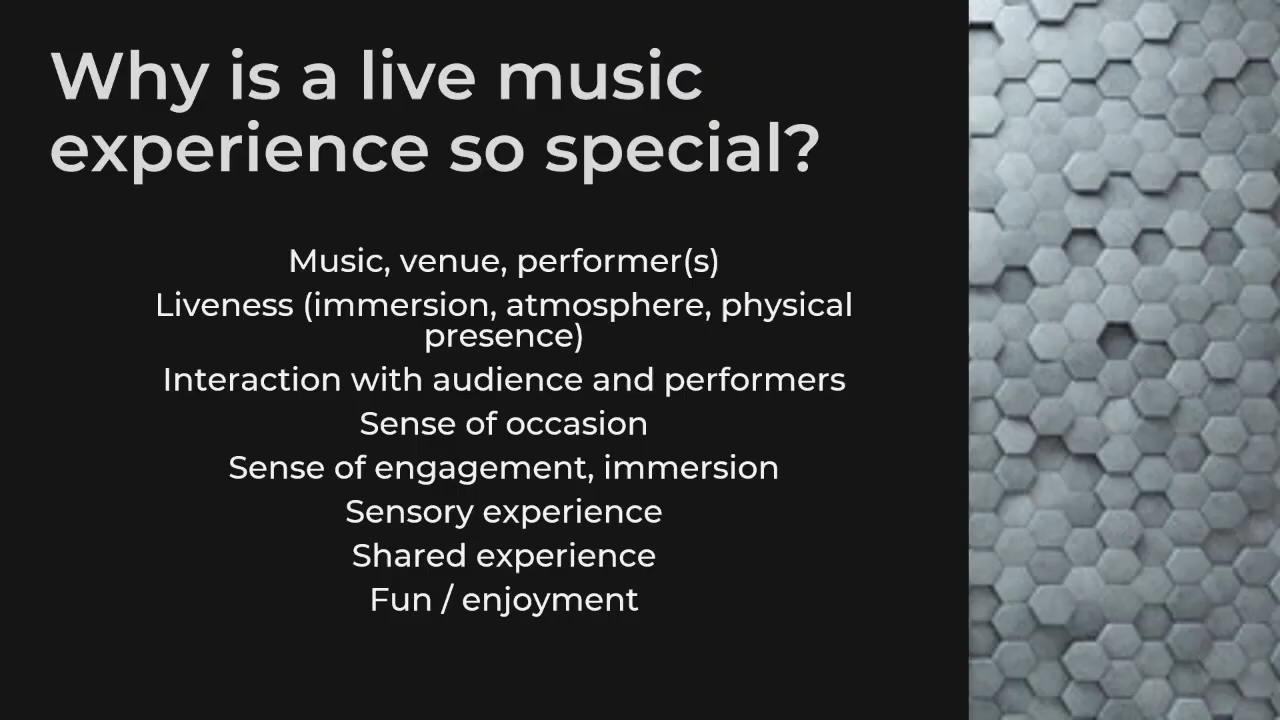 Why is a live music
experience so special?
Music, venue, performer(s)
Liveness (immersion, atmosphere, physical
presence)
Interaction with audience and performers
Sense of occasion
Sense of engagement, immersion
Sensory experience
Shared experience
Fun / enjoyment